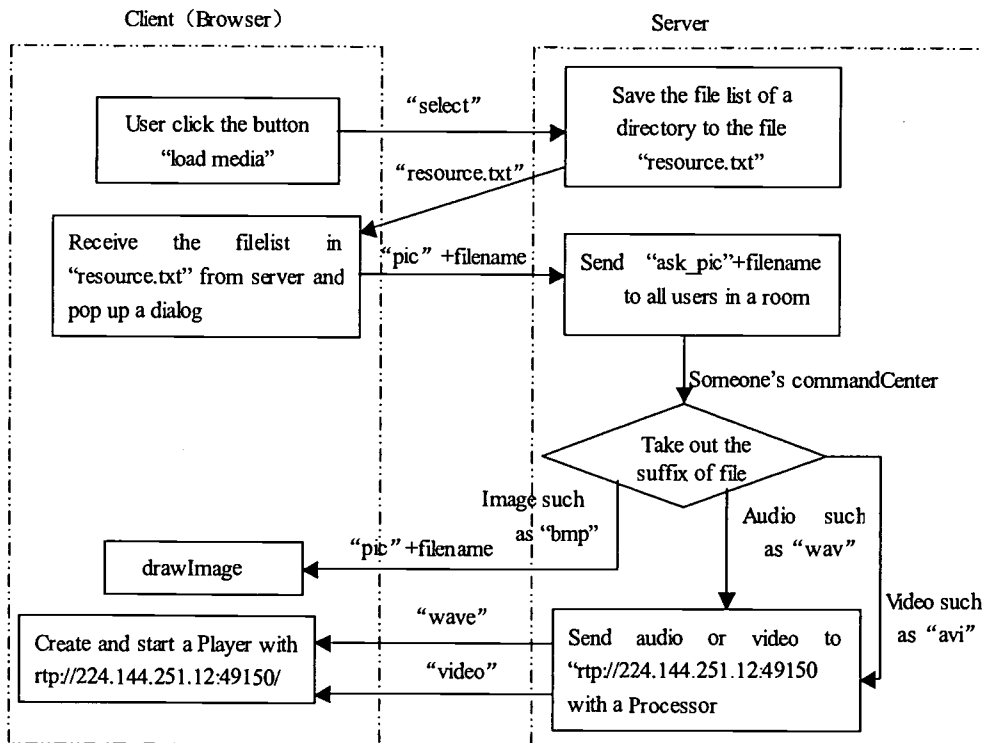 Client（Browser）
Server
User click the button
“load media”
“select”
Save the file list of a
directory to the file
“resource.txt”
“resource.txt”
Receive the filelist in
“resource.txt” from server and
pop up a dialog
“pic” +filename
Send “ask_pic”+filename
to all users in a room
Someone's commandCenter
Take out the
suffix of file
Image such
as “bmp”
Audio such
as “wav”
Video such
as “avi”
“pic” +filename
drawImage
“wave”
“video”
Create and start a Player with
rtp://224.144.251.12:49150/
Send audio or video to
“rtp://224.144.251.12:49150
with a Processor